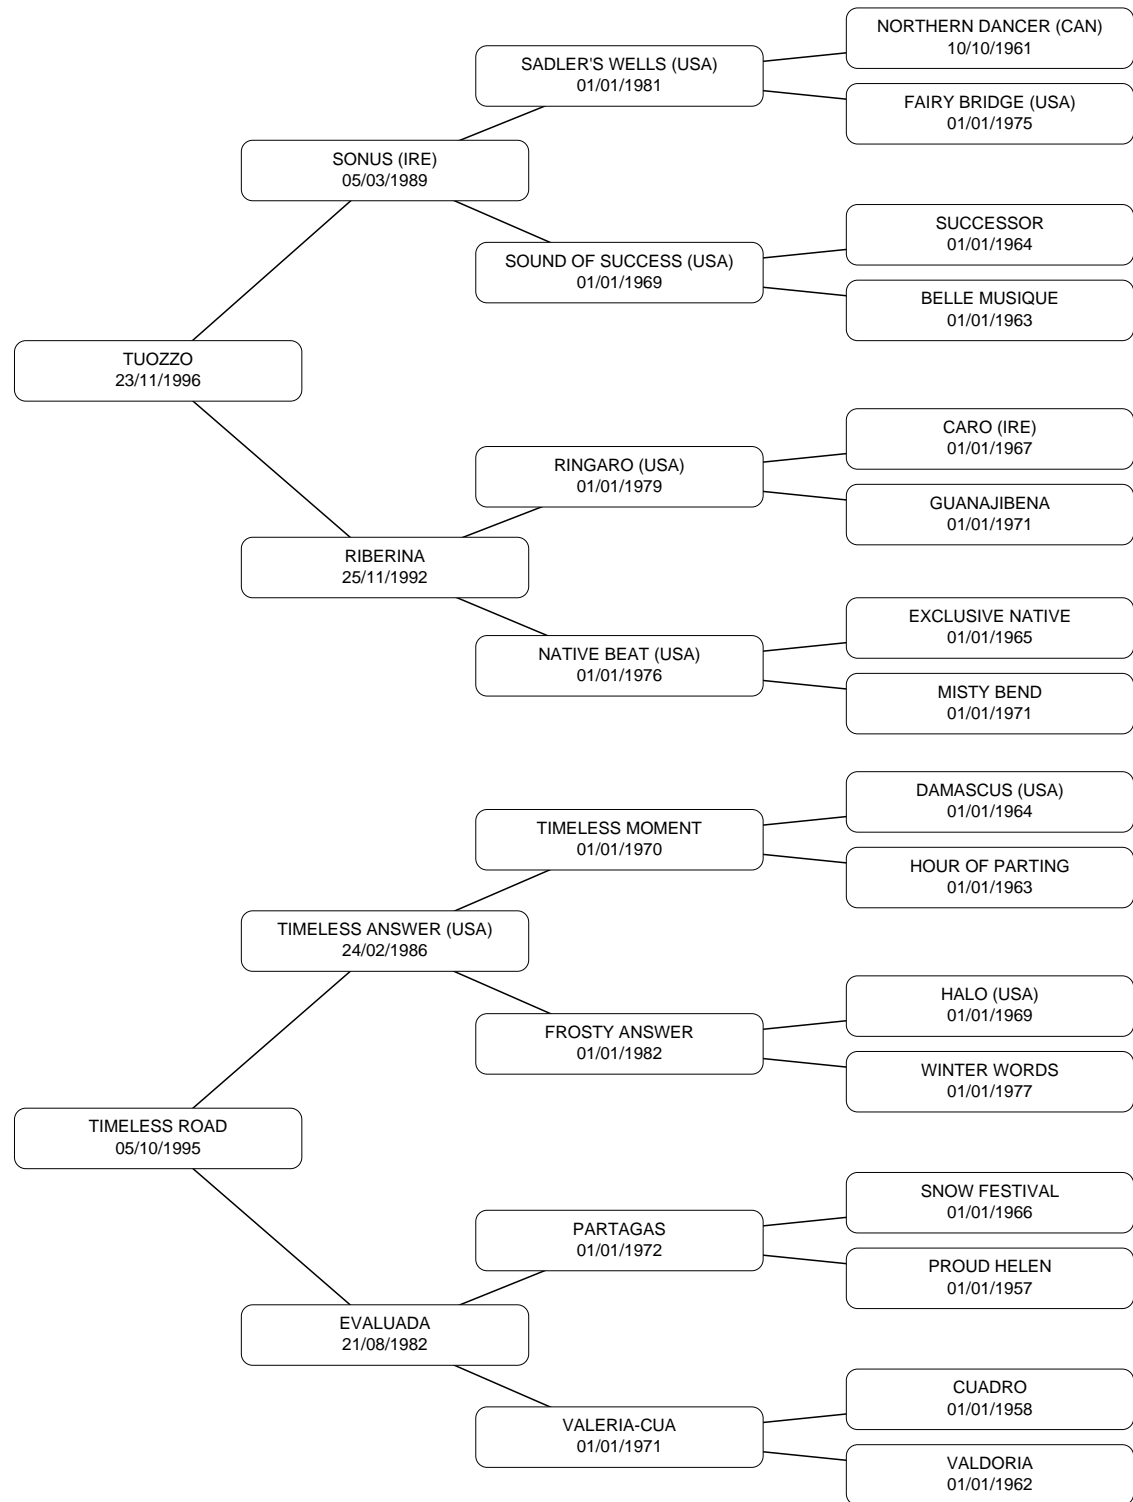 NORTHERN DANCER (CAN)
10/10/1961
SADLER'S WELLS (USA)
01/01/1981
FAIRY BRIDGE (USA)
01/01/1975
SONUS (IRE)
05/03/1989
SUCCESSOR
01/01/1964
SOUND OF SUCCESS (USA)
01/01/1969
BELLE MUSIQUE
01/01/1963
TUOZZO
23/11/1996
CARO (IRE)
01/01/1967
RINGARO (USA)
01/01/1979
GUANAJIBENA
01/01/1971
RIBERINA
25/11/1992
EXCLUSIVE NATIVE
01/01/1965
NATIVE BEAT (USA)
01/01/1976
MISTY BEND
01/01/1971
DAMASCUS (USA)
01/01/1964
TIMELESS MOMENT
01/01/1970
HOUR OF PARTING
01/01/1963
TIMELESS ANSWER (USA)
24/02/1986
HALO (USA)
01/01/1969
FROSTY ANSWER
01/01/1982
WINTER WORDS
01/01/1977
TIMELESS ROAD
05/10/1995
SNOW FESTIVAL
01/01/1966
PARTAGAS
01/01/1972
PROUD HELEN
01/01/1957
EVALUADA
21/08/1982
CUADRO
01/01/1958
VALERIA-CUA
01/01/1971
VALDORIA
01/01/1962